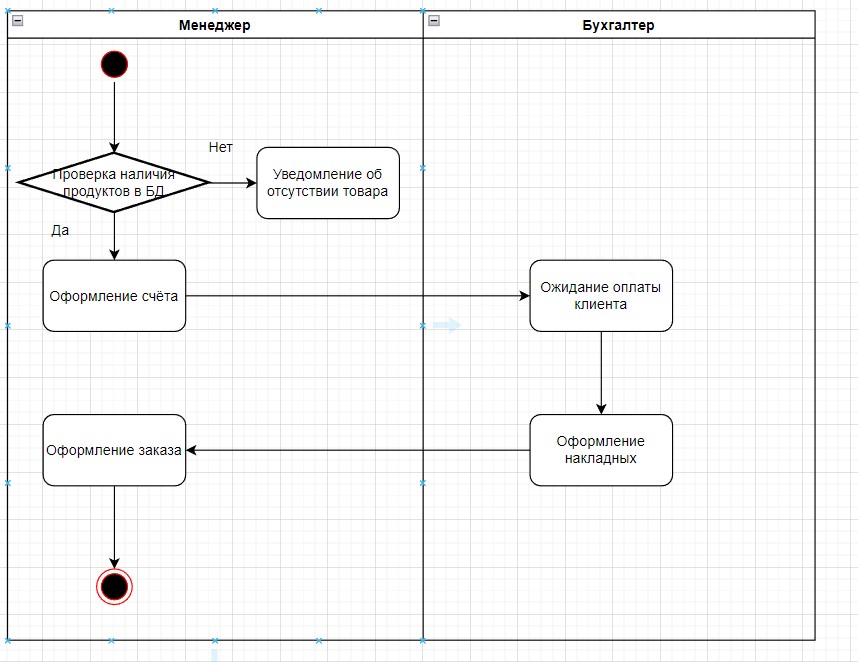 Менеджер
Бухгалтер
Нет
Проверка наличия
продуктов в БД
Уведомление об
отсутствии товара
Да
Оформление счёта
Ожидание оплаты
клиента
Оформление заказа
Оформление
накладных